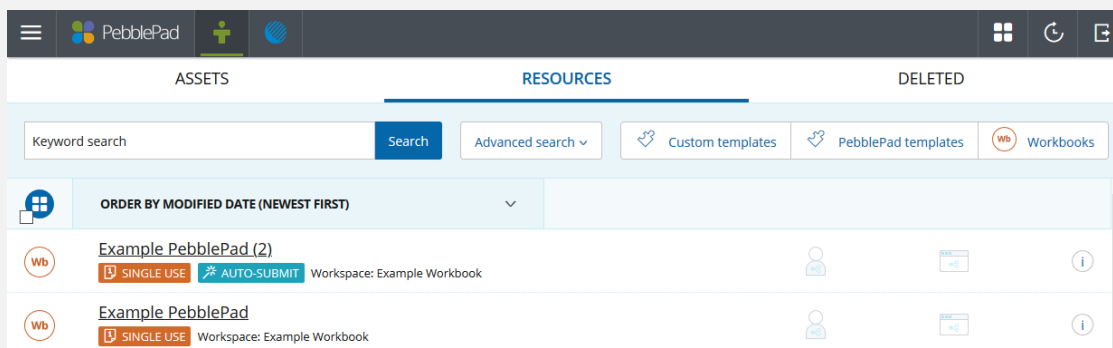 PebblePad
ASSETS RESOURCES DELETED
Keyword search Search Advanced search Custom templates PebblePad templates Wb Workbooks
ORDER BY MODIFIED DATE (NEWEST FIRST)
Wb Example PebblePad (2)
SINGLE USE AUTO-SUBMIT Workspace: Example Workbook
Wb Example PebblePad
SINGLE USE Workspace: Example Workbook